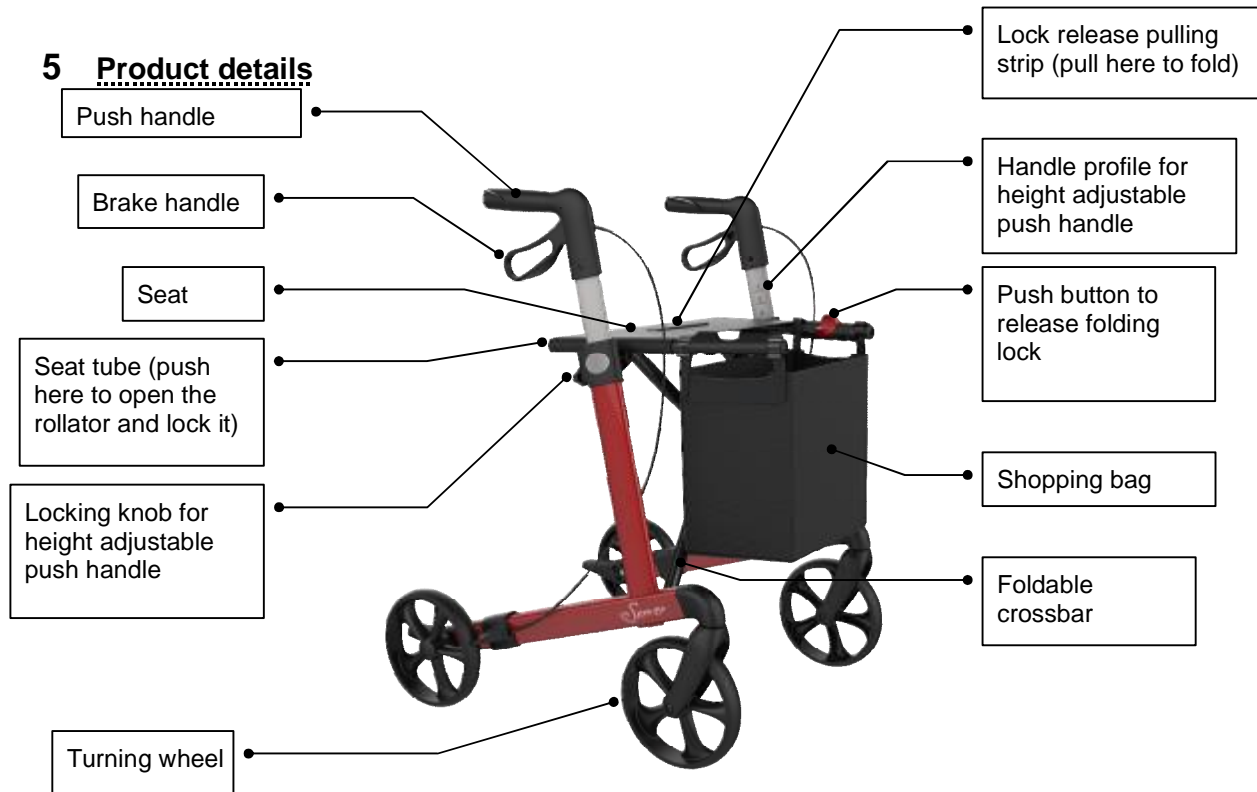 5 Product details
Push handle
Brake handle
Seat
Seat tube (push
here to open the
rollator and lock it)
Locking knob for
height adjustable
push handle
Turning wheel
Lock release pulling
strip (pull here to fold)
Handle profile for
height adjustable
push handle
Push button to
release folding
lock
Shopping bag
Foldable
crossbar